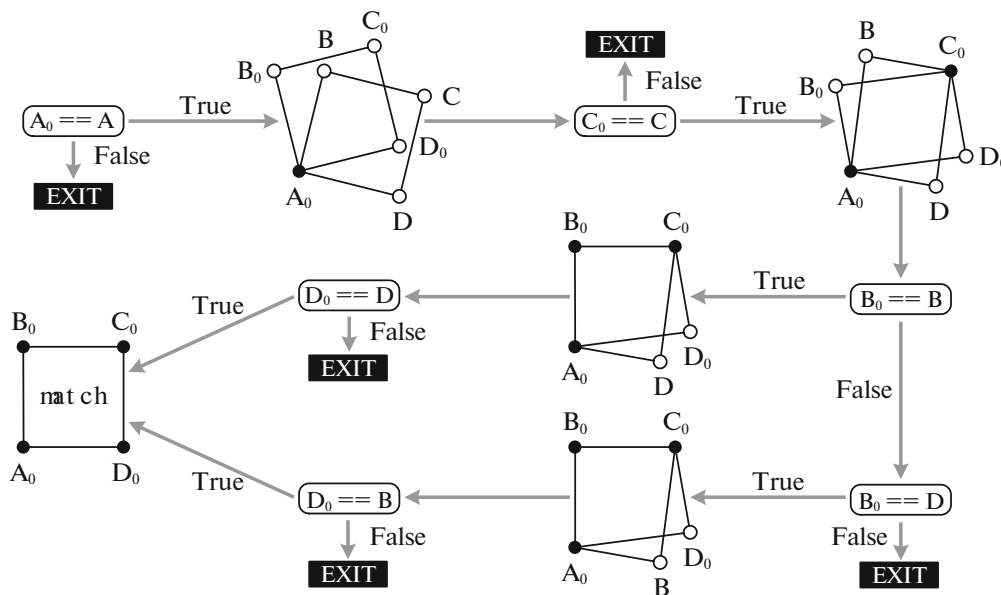 A₀ == A
True
False
EXIT
B₀
B
C₀
C
D₀
D
A₀
EXIT
False
C₀ == C
True
B
C₀
B₀
D₀
A₀
D
B₀ == B
True
False
B₀
C₀
A₀
D
D₀
D₀ == D
True
False
EXIT
B₀
C₀
match
A₀
D₀
B₀ == D
True
False
EXIT
B₀
C₀
A₀
B
D₀
D₀ == B
True
False
EXIT